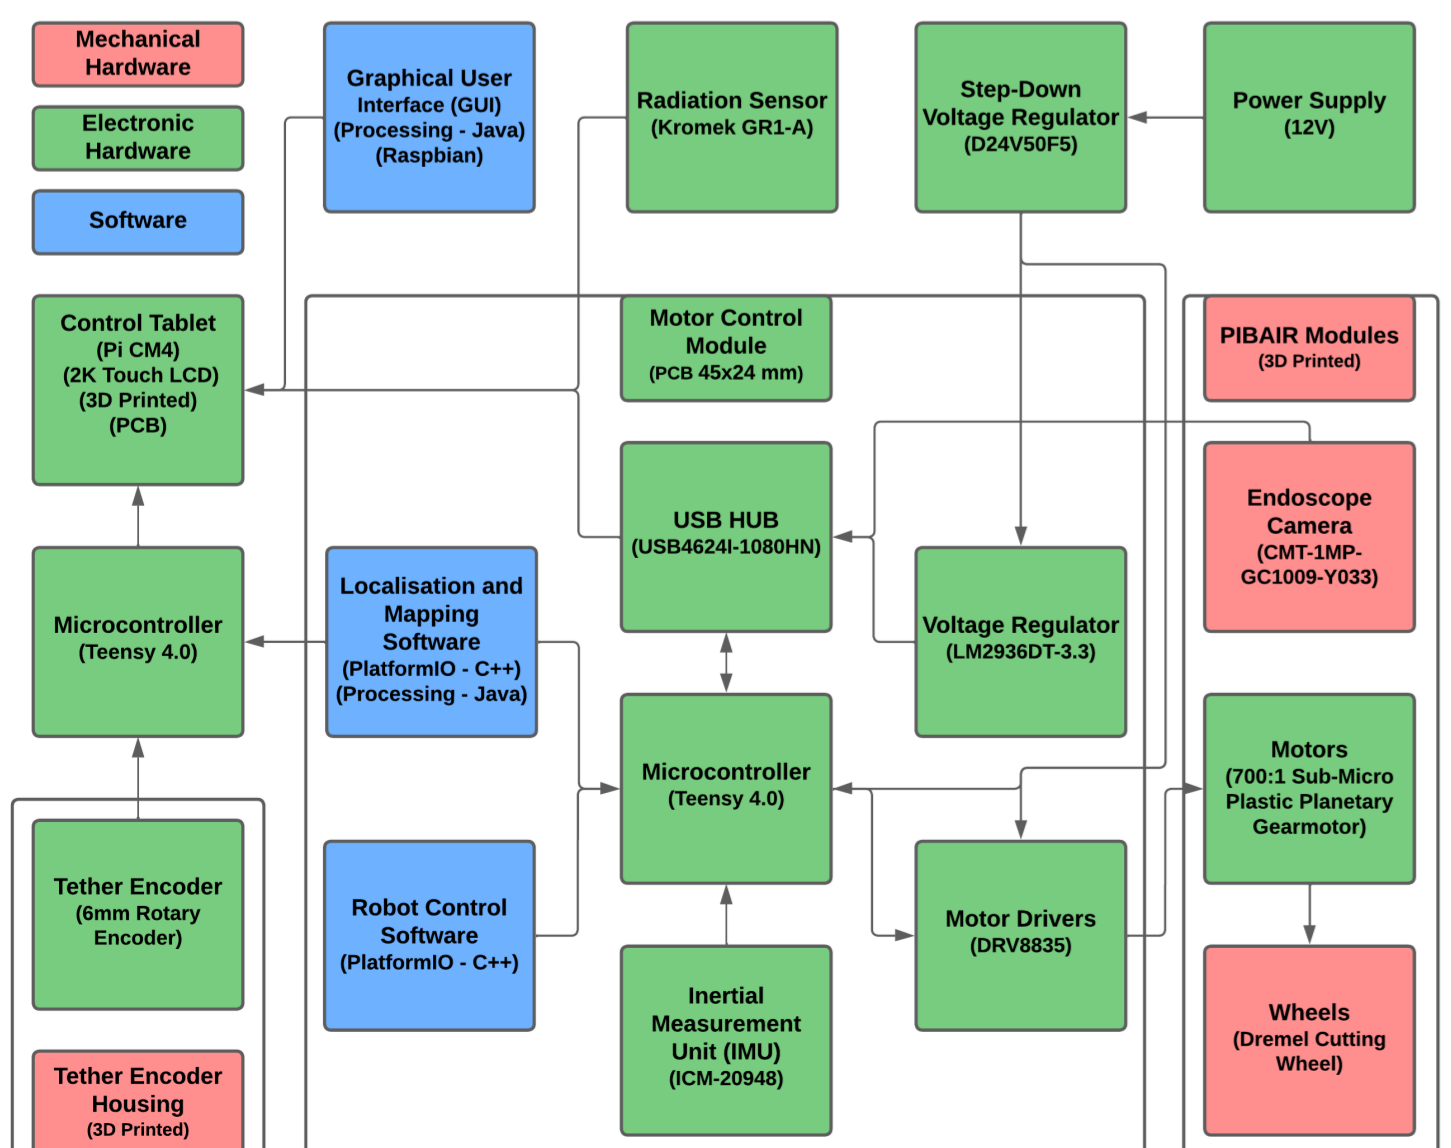 Mechanical
Hardware
Electronic
Hardware
Software
Graphical User
Interface (GUI)
(Processing - Java)
(Raspbian)
Radiation Sensor
(Kromek GR1-A)
Step-Down
Voltage Regulator
(D24V50F5)
Power Supply
(12V)
Control Tablet
(Pi CM4)
(2K Touch LCD)
(3D Printed)
(PCB)
Motor Control
Module
(PCB 45x24 mm)
PIBAIR Modules
(3D Printed)
USB HUB
(USB4624I-1080HN)
Endoscope
Camera
(CMT-1MP-
GC1009-Y033)
Microcontroller
(Teensy 4.0)
Localisation and
Mapping
Software
(PlatformIO - C++)
(Processing - Java)
Voltage Regulator
(LM2936DT-3.3)
Microcontroller
(Teensy 4.0)
Motors
(700:1 Sub-Micro
Plastic Planetary
Gearmotor)
Tether Encoder
(6mm Rotary
Encoder)
Robot Control
Software
(PlatformIO - C++)
Motor Drivers
(DRV8835)
Inertial
Measurement
Unit (IMU)
(ICM-20948)
Wheels
(Dremel Cutting
Wheel)
Tether Encoder
Housing
(3D Printed)